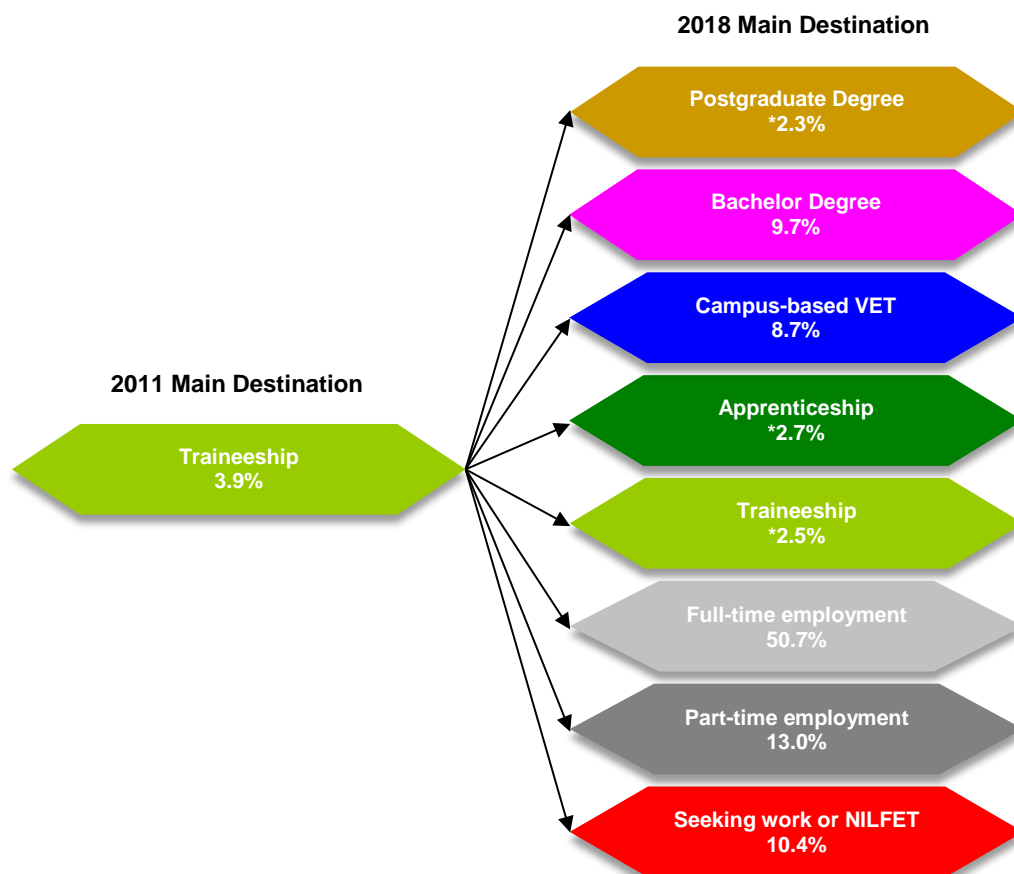 2018 Main Destination
Postgraduate Degree
*2.3%
Bachelor Degree
9.7%
Campus-based VET
8.7%
2011 Main Destination
Apprenticeship
*2.7%
Traineeship
3.9%
Traineeship
*2.5%
Full-time employment
50.7%
Part-time employment
13.0%
Seeking work or NILFET
10.4%